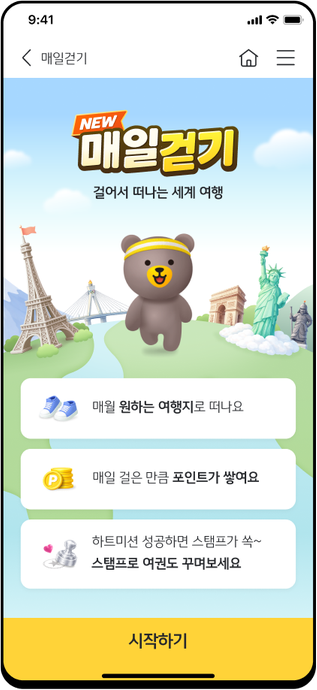 9:41
매일걷기
NEW
매일걷기
걸어서 떠나는 세계 여행
매월 원하는 여행지로 떠나요
P
매일 걸은 만큼 포인트가 쌓여요
하트미션 성공하면 스탬프가 쏙~
스탬프로 여권도 꾸며보세요
시작하기